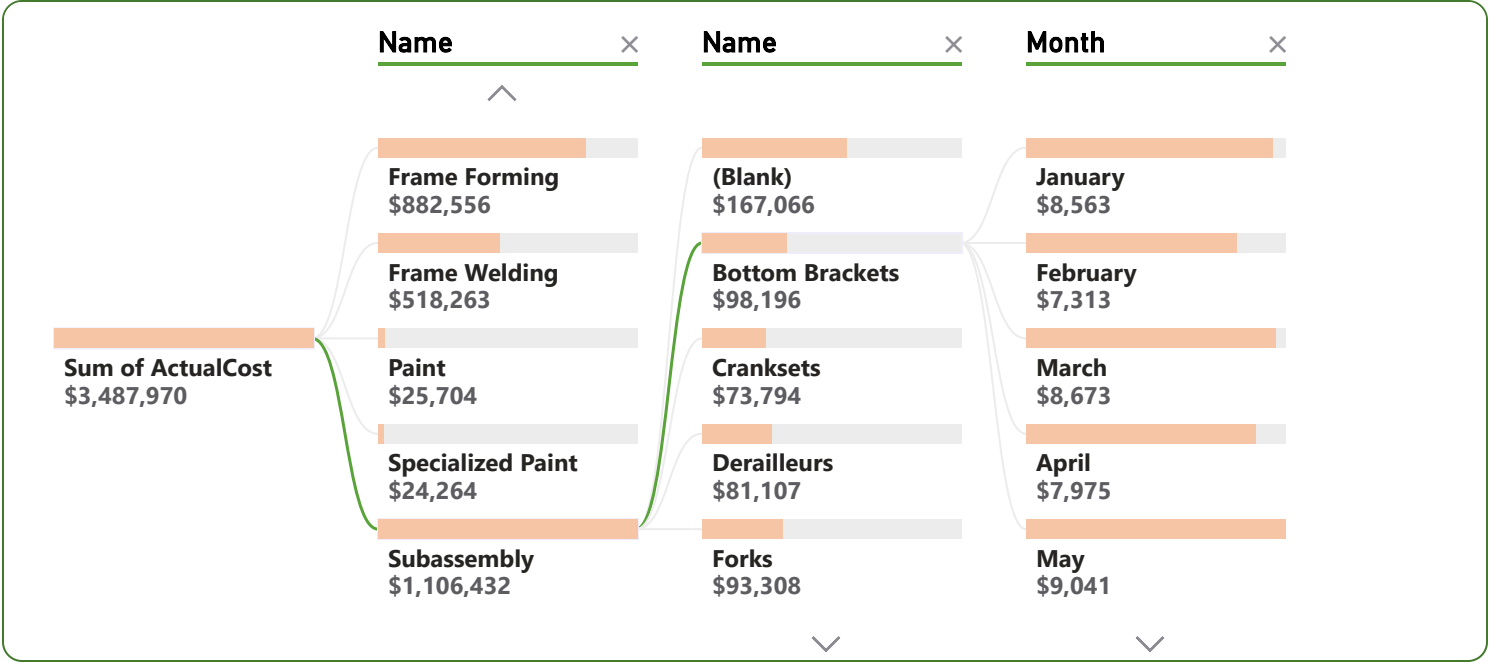 Name
Name
Month
Sum of ActualCost
$3,487,970
Frame Forming
$882,556
Frame Welding
$518,263
Paint
$25,704
Specialized Paint
$24,264
Subassembly
$1,106,432
(Blank)
$167,066
Bottom Brackets
$98,196
Cranksets
$73,794
Derailleurs
$81,107
Forks
$93,308
January
$8,563
February
$7,313
March
$8,673
April
$7,975
May
$9,041